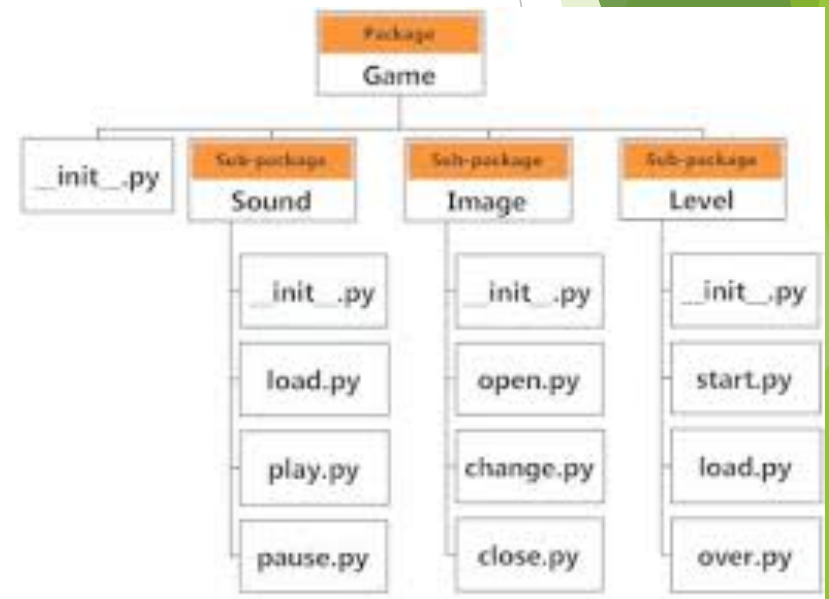 Package
Game
__init__.py
Sub-package
Sound
Sub-package
Image
Sub-package
Level
__init__.py
__init__.py
__init__.py
load.py
open.py
start.py
play.py
change.py
load.py
pause.py
close.py
over.py